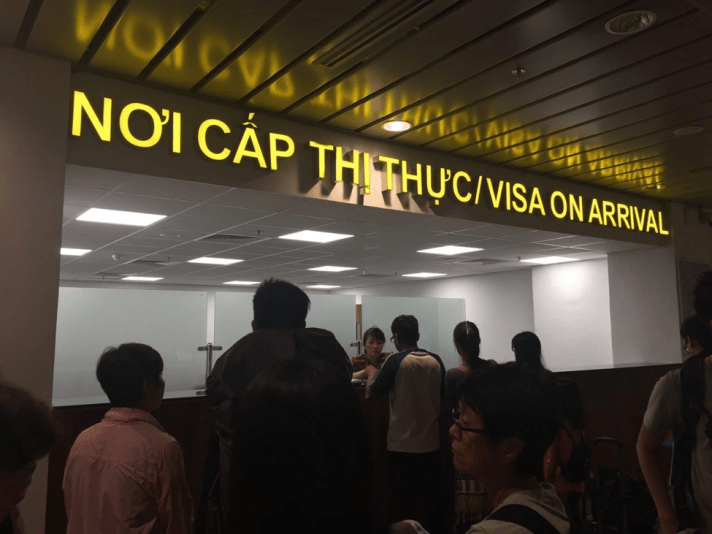 NƠI CẤP THỊ THỰC/VISA ON ARRIVAL